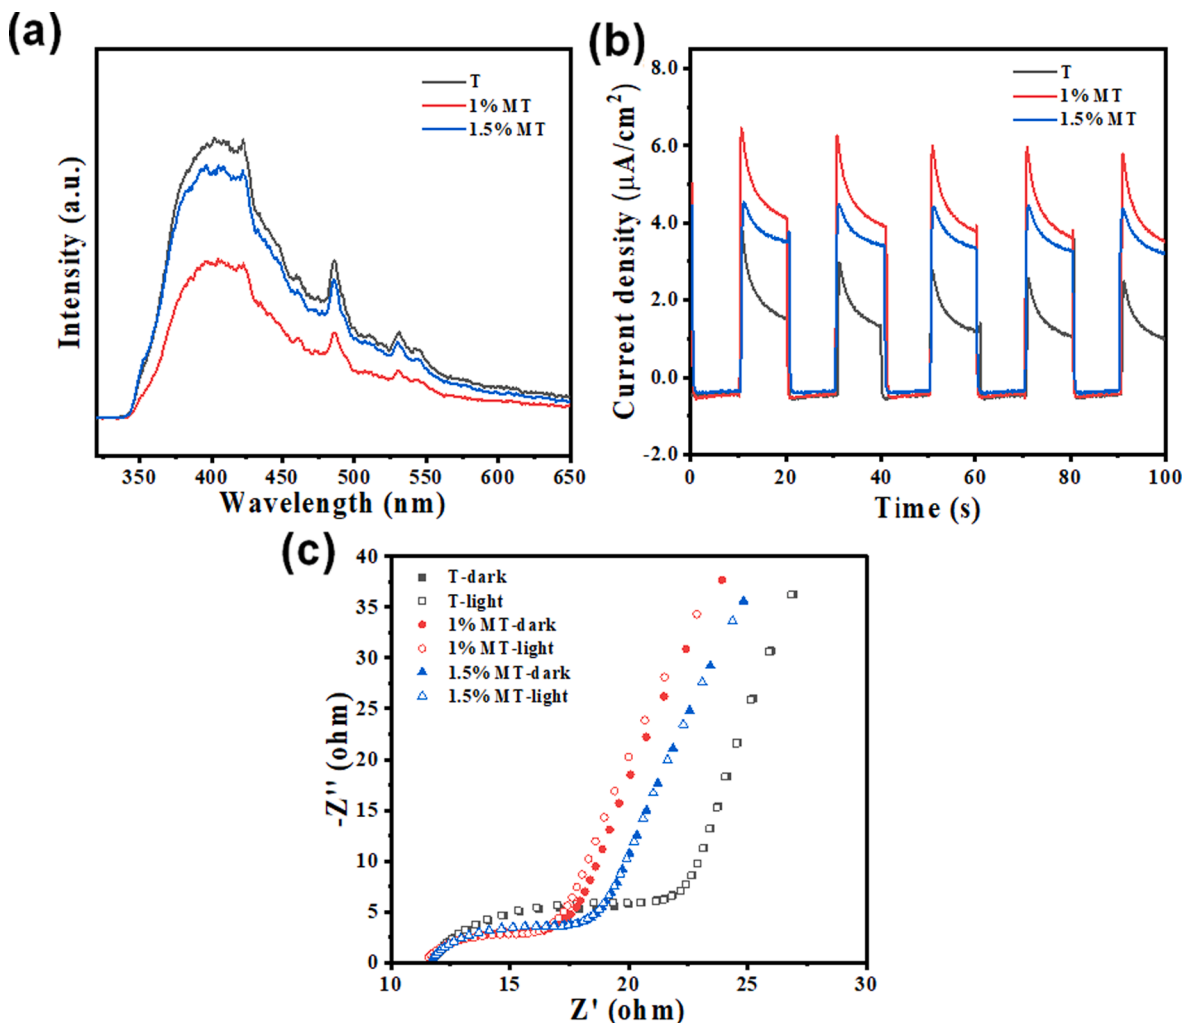 (a)
T
1% MT
1.5% MT
Intensity (a.u.)
350 400 450 500 550 600 650
Wavelength (nm)
(b)
8.0
6.0
4.0
2.0
0.0
-2.0
T
1% MT
1.5% MT
Current density (μA/cm²)
0 20 40 60 80 100
Time (s)
(c)
40
35
30
25
20
15
10
5
0
T-dark
T-light
1% MT-dark
1% MT-light
1.5% MT-dark
1.5% MT-light
-Z'' (ohm)
10 15 20 25 30
Z' (ohm)